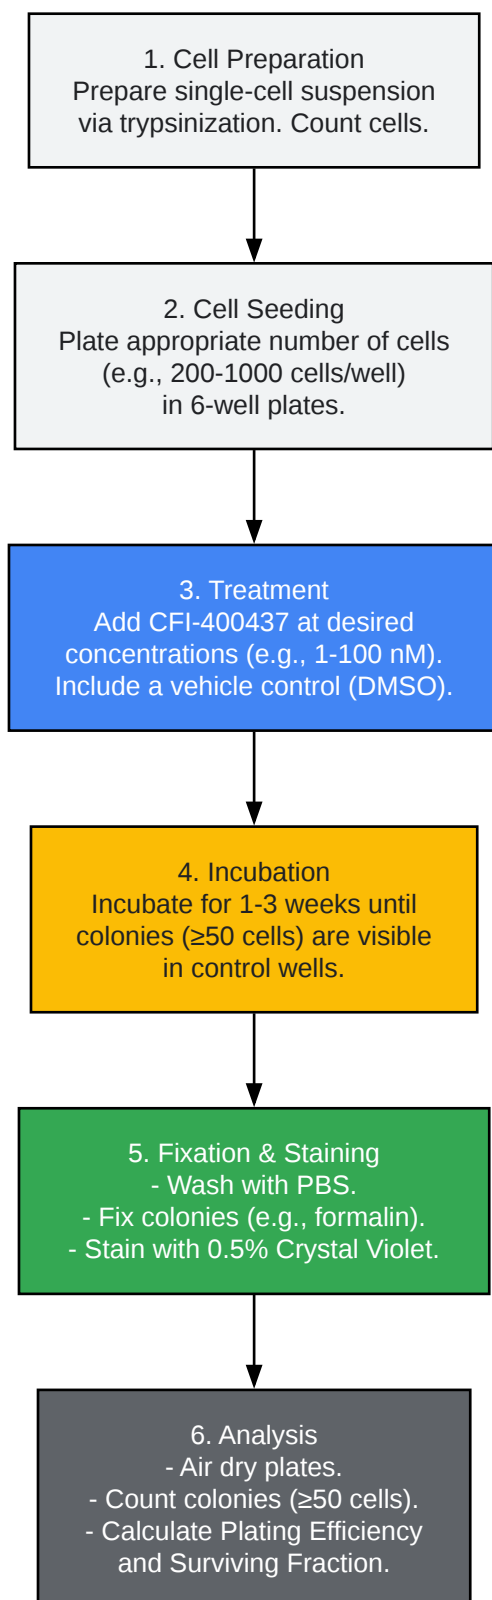 1. Cell Preparation
Prepare single-cell suspension
via trypsinization. Count cells.
2. Cell Seeding
Plate appropriate number of cells
(e.g., 200-1000 cells/well)
in 6-well plates.
3. Treatment
Add CFI-400437 at desired
concentrations (e.g., 1-100 nM).
Include a vehicle control (DMSO).
4. Incubation
Incubate for 1-3 weeks until
colonies (≥50 cells) are visible
in control wells.
5. Fixation & Staining
- Wash with PBS.
- Fix colonies (e.g., formalin).
- Stain with 0.5% Crystal Violet.
6. Analysis
- Air dry plates.
- Count colonies (≥50 cells).
- Calculate Plating Efficiency
and Surviving Fraction.